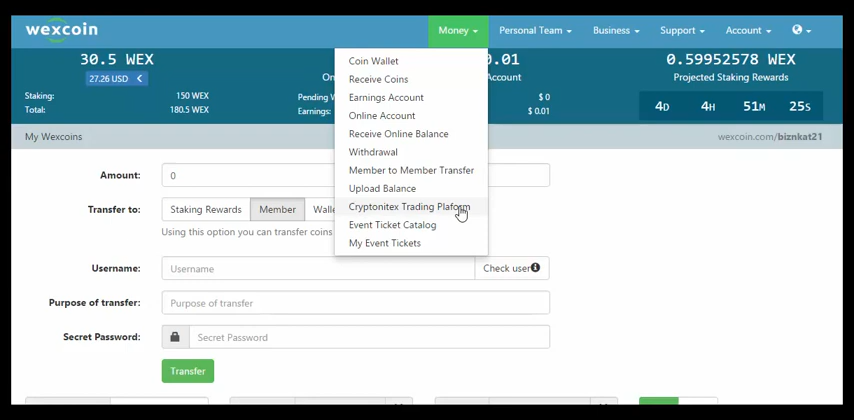 wexcoin
Money Personal Team Business Support Account
30.5 WEX
27.26 USD <
Staking: 150 WEX
Total: 180.5 WEX
On
Pending W
Earnings:
0.01
Account
$ 0
$ 0.01
0.59952578 WEX
Projected Staking Rewards
4D 4H 51M 25S
Coin Wallet
Receive Coins
Earnings Account
Online Account
Receive Online Balance
Withdrawal
Member to Member Transfer
Upload Balance
Cryptonitex Trading Plaform
Event Ticket Catalog
My Event Tickets
My Wexcoins
wexcoin.com/biznkat21
Amount: 0
Transfer to: Staking Rewards Member Walle
Using this option you can transfer coins
Username: Username Check user
Purpose of transfer: Purpose of transfer
Secret Password: Secret Password
Transfer